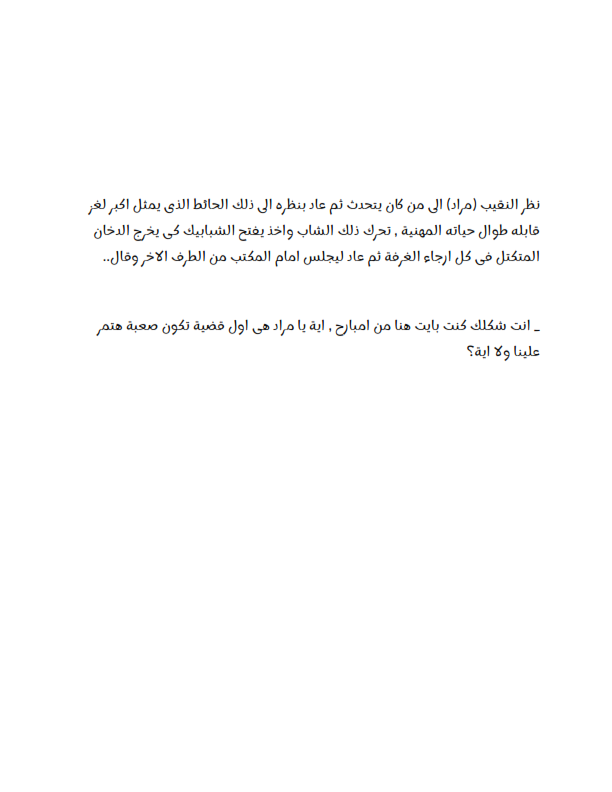 نظر النقيب (مراد) الى من كان يتحدث ثم عاد بنظره الى ذلك الحائط الذى يمثل اكبر لغز
قابله طوال حياته المهنية , تحرك ذلك الشاب واخذ يفتح الشبابيك كى يخرج الدخان
المتكتل فى كل ارجاء الغرفة ثم عاد ليجلس امام المكتب من الطرف الاخر وقال..
_ انت شكلك كنت بايت هنا من امبارح , اية يا مراد هى اول قضية تكون صعبة هتمر
علينا ولا اية؟